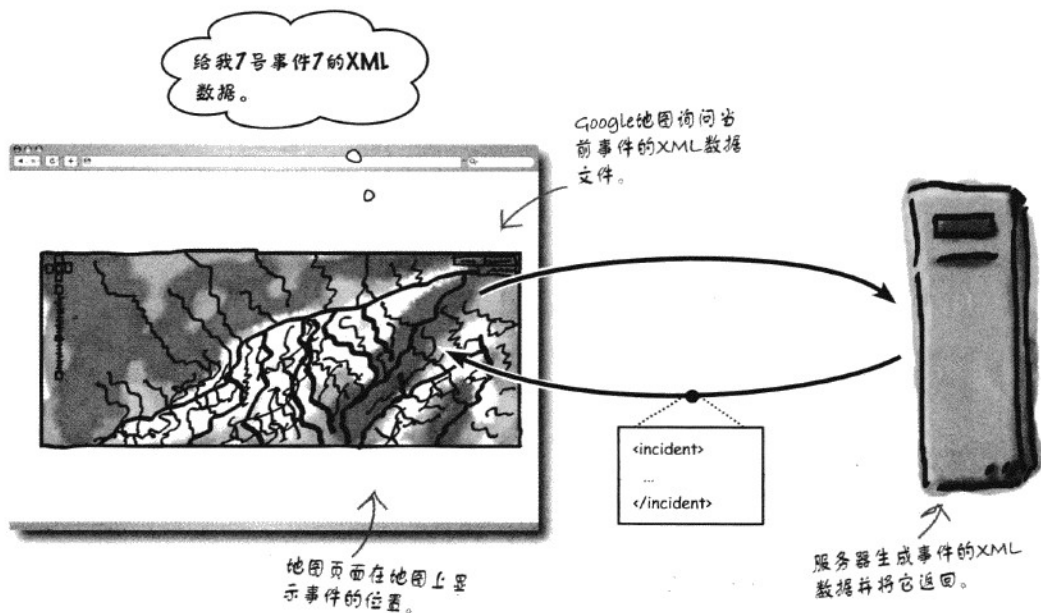 给我7号事件7的XML
数据。
Google地图询问当
前事件的XML数据
文件。
<incident>
...
</incident>
地图页面在地图上显
示事件的位置。
服务器生成事件的XML
数据并将它返回。